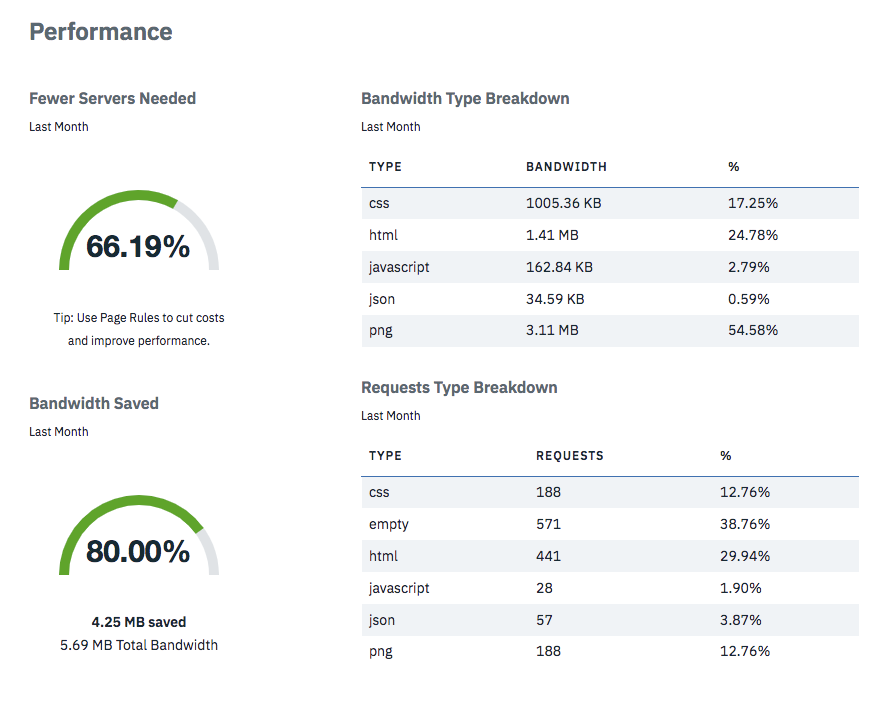 Performance
Fewer Servers Needed
Last Month
66.19%
Tip: Use Page Rules to cut costs
and improve performance.
Bandwidth Saved
Last Month
80.00%
4.25 MB saved
5.69 MB Total Bandwidth
Bandwidth Type Breakdown
Last Month
TYPE BANDWIDTH %
css 1005.36 KB 17.25%
html 1.41 MB 24.78%
javascript 162.84 KB 2.79%
json 34.59 KB 0.59%
png 3.11 MB 54.58%
Requests Type Breakdown
Last Month
TYPE REQUESTS %
css 188 12.76%
empty 571 38.76%
html 441 29.94%
javascript 28 1.90%
json 57 3.87%
png 188 12.76%